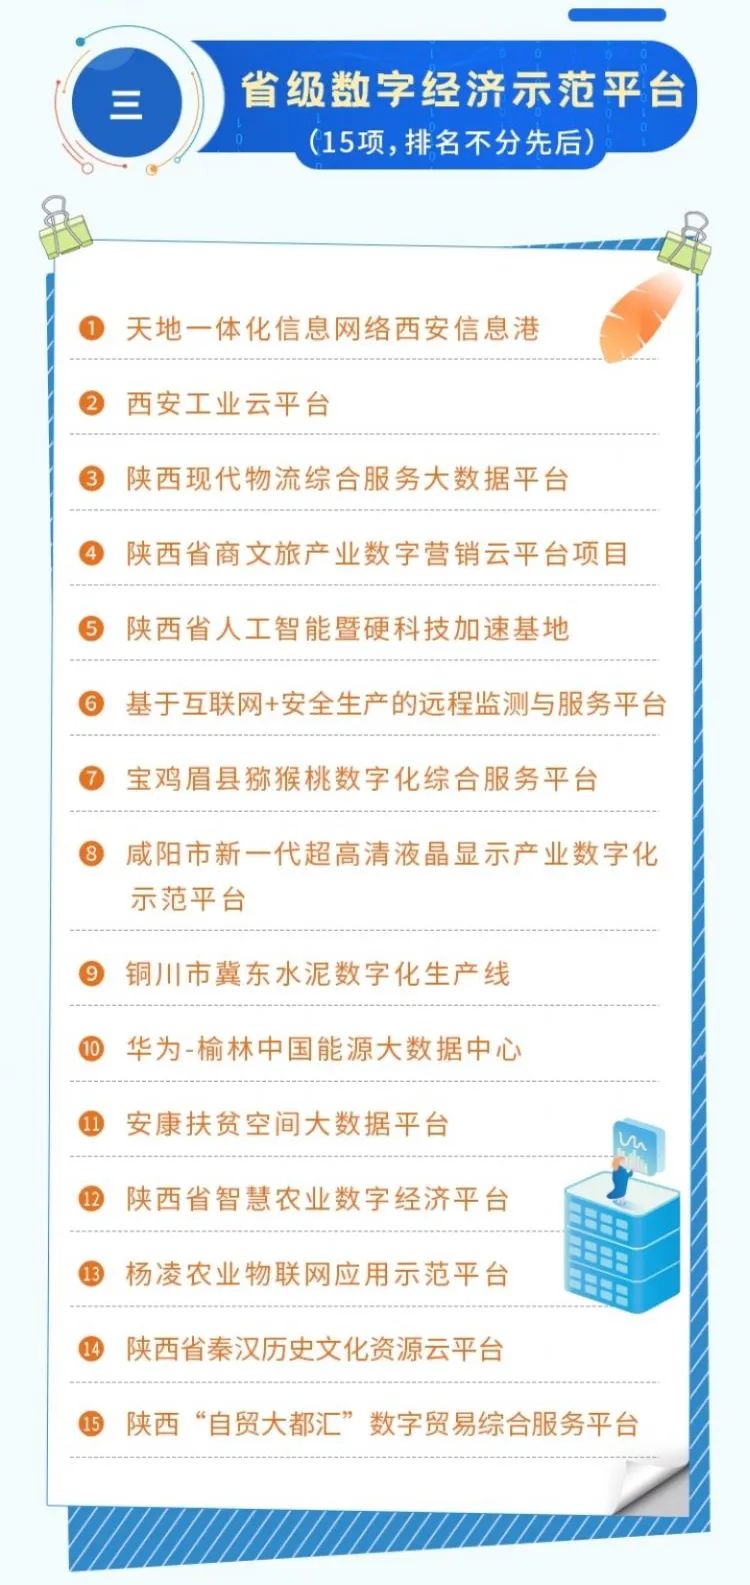 三
省级数字经济示范平台
（15项，排名不分先后）
1 天地一体化信息网络西安信息港
2 西安工业云平台
3 陕西现代物流综合服务大数据平台
4 陕西省商文旅产业数字营销云平台项目
5 陕西省人工智能暨硬科技加速基地
6 基于互联网+安全生产的远程监测与服务平台
7 宝鸡眉县猕猴桃数字化综合服务平台
8 咸阳市新一代超高清液晶显示产业数字化
示范平台
9 铜川市冀东水泥数字化生产线
10 华为-榆林中国能源大数据中心
11 安康扶贫空间大数据平台
12 陕西省智慧农业数字经济平台
13 杨凌农业物联网应用示范平台
14 陕西省秦汉历史文化资源云平台
15 陕西“自贸大都汇”数字贸易综合服务平台